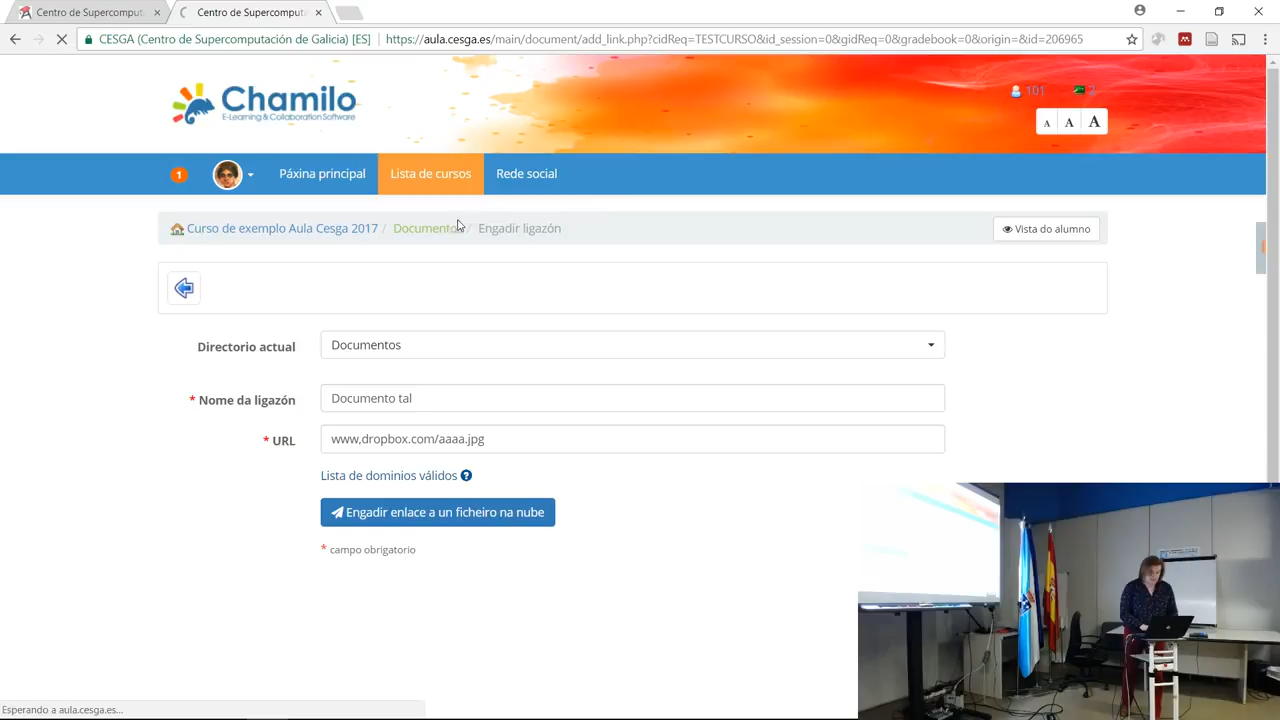 Centro de Supercomput
Centro de Supercomputa
CESGA (Centro de Supercomputación de Galicia) [ES]
https://aula.cesga.es/main/document/add_link.php?cidReq=TESTCURSO&id_session=0&gidReq=0&gradebook=0&origin=&id=206965
Chamilo
E-Learning & Collaboration Software
101
2
A A A
1
Páxina principal
Lista de cursos
Rede social
Curso de exemplo Aula Cesga 2017 / Documentos / Engadir ligazón
Vista do alumno
Directorio actual
Documentos
* Nome da ligazón
Documento tal
* URL
www,dropbox.com/aaaa.jpg
Lista de dominios válidos ?
Engadir enlace a un ficheiro na nube
* campo obrigatorio
Esperando a aula.cesga.es...